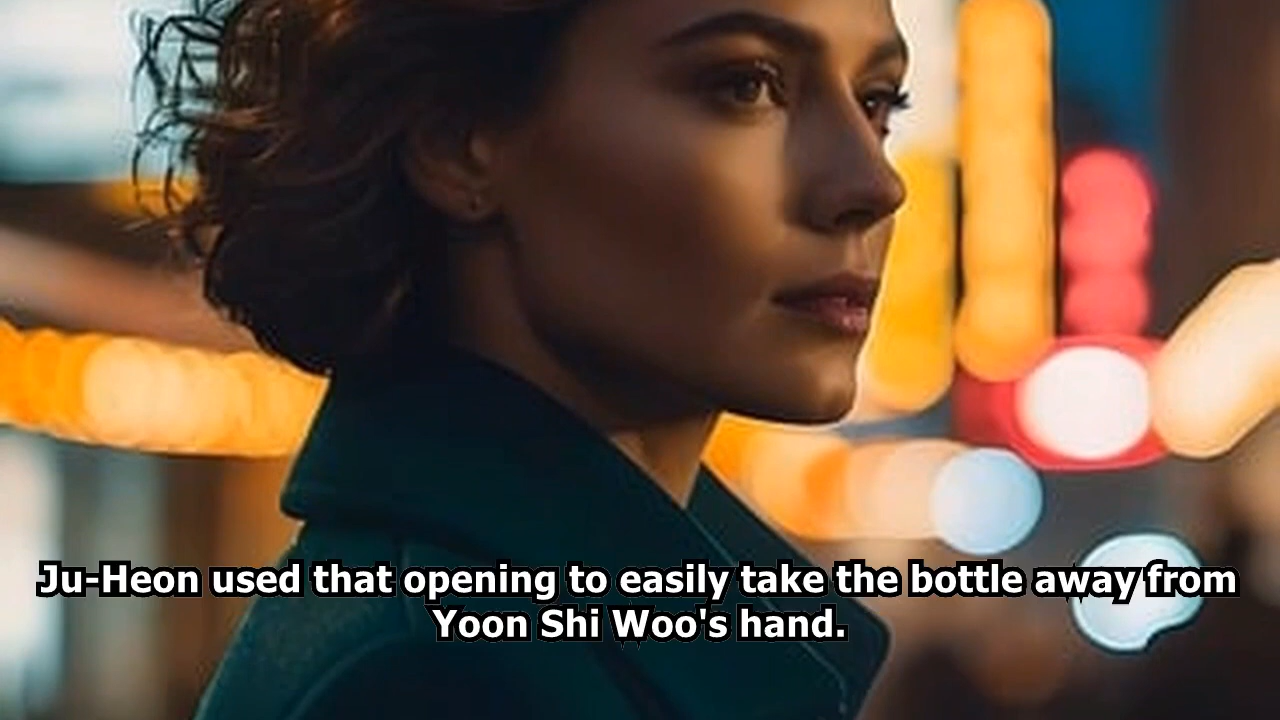 Ju-Heon used that opening to easily take the bottle away from
Yoon Shi Woo's hand.